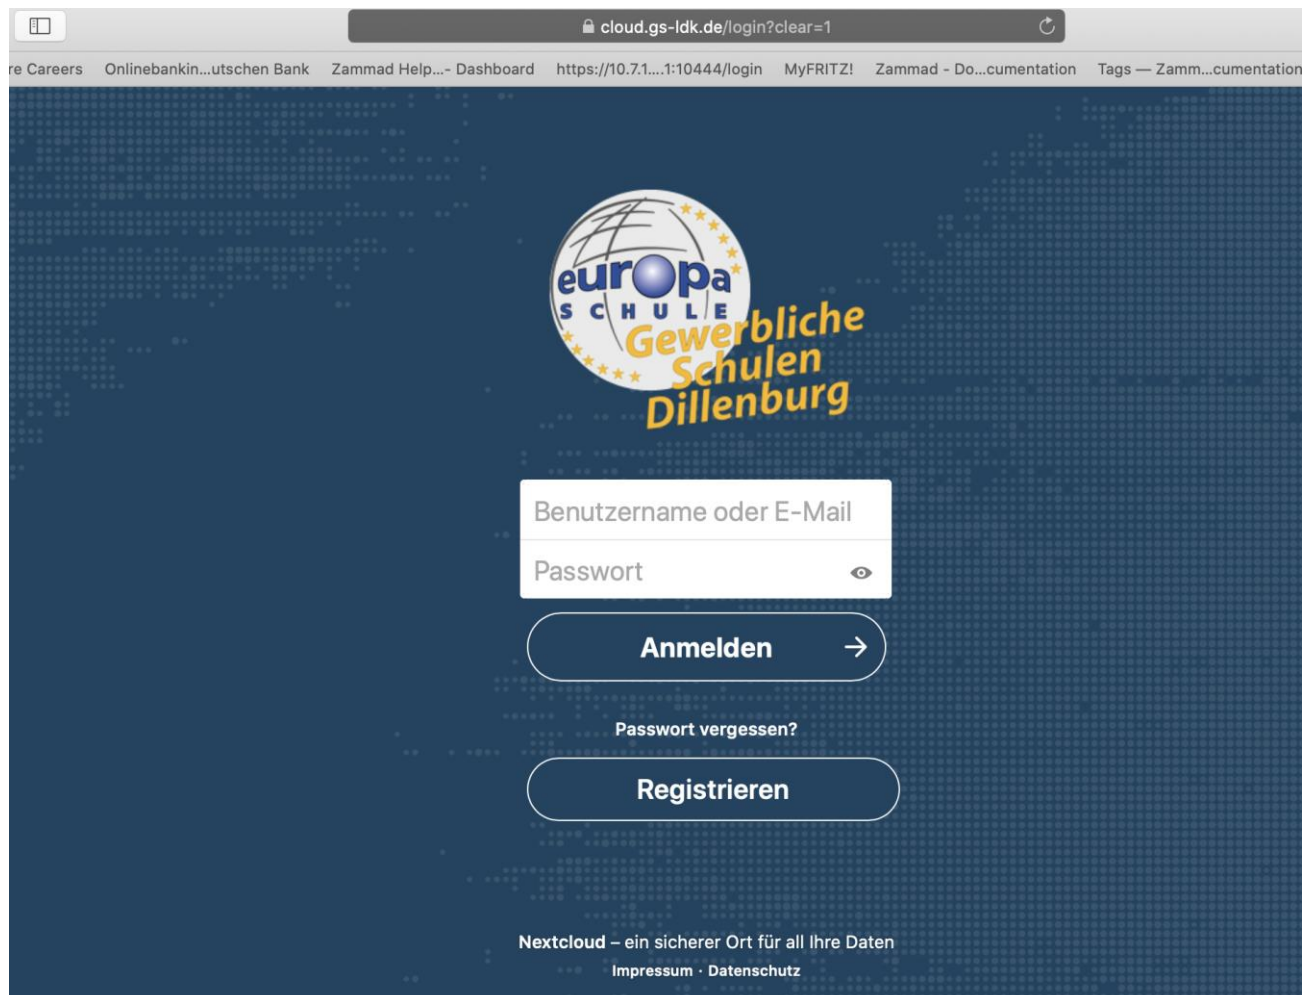 cloud.gs-ldk.de/login?clear=1
re Careers Onlinebankin...utschen Bank Zammad Help...- Dashboard https://10.7.1....1:10444/login MyFRITZ! Zammad - Do...cumentation Tags — Zamm...cumentation
europa
SCHULE
Gewerbliche
Schulen
Dillenburg
Benutzername oder E-Mail
Passwort
Anmelden
Passwort vergessen?
Registrieren
Nextcloud – ein sicherer Ort für all Ihre Daten
Impressum · Datenschutz